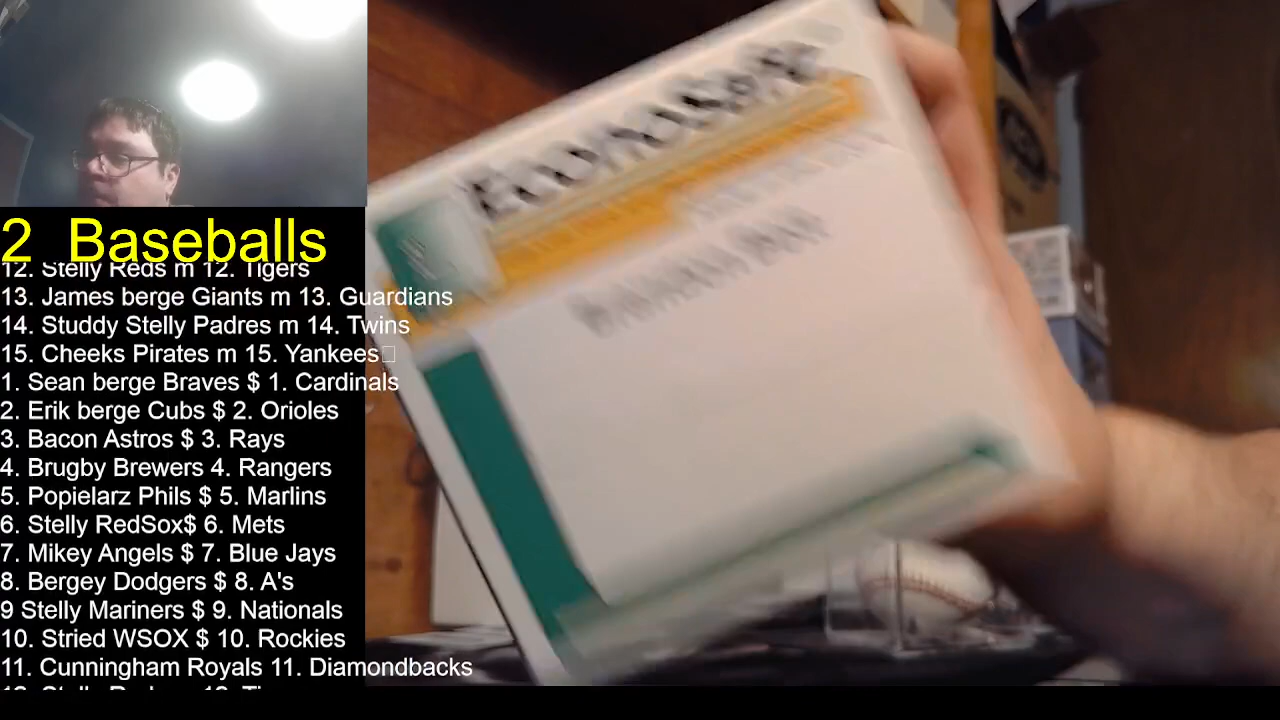 2 Baseballs
12. Stelly Reds m 12. Tigers
13. James berge Giants m 13. Guardians
14. Studdy Stelly Padres m 14. Twins
15. Cheeks Pirates m 15. Yankees
1. Sean berge Braves $ 1. Cardinals
2. Erik berge Cubs $ 2. Orioles
3. Bacon Astros $ 3. Rays
4. Brugby Brewers 4. Rangers
5. Popielarz Phils $ 5. Marlins
6. Stelly RedSox$ 6. Mets
7. Mikey Angels $ 7. Blue Jays
8. Bergey Dodgers $ 8. A's
9 Stelly Mariners $ 9. Nationals
10. Stried WSOX $ 10. Rockies
11. Cunningham Royals 11. Diamondbacks